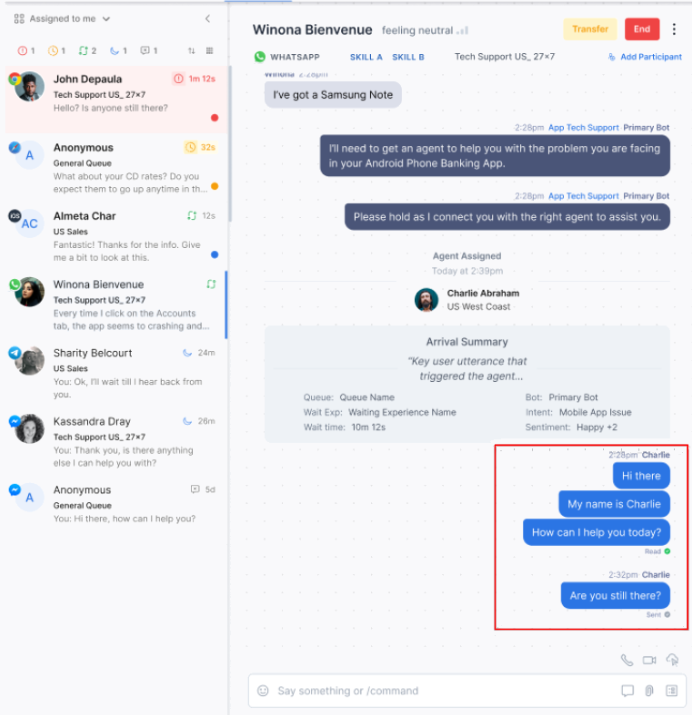 Assigned to me
1 1 2 1 1
John Depaula 1m 12s
Tech Support US_ 27x7
Hello? Is anyone still there?
A
Anonymous 32s
General Queue
What about your CD rates? Do you
expect them to go up anytime in th...
iOS
AC
Almeta Char 12s
US Sales
Fantastic! Thanks for the info. Give
me a bit to look at this.
Winona Bienvenue
Tech Support US_ 27x7
Every time I click on the Accounts
tab, the app seems to crashing and...
Sharity Belcourt 24m
US Sales
You: Ok, I'll wait till I hear back from
you.
Kassandra Dray 26m
Tech Support US_ 27x7
You: Thank you, is there anything
else I can help you with?
A
Anonymous 5d
General Queue
You: Hi there, how can I help you?
Winona Bienvenue feeling neutral
Transfer End
WHATSAPP SKILL A SKILL B Tech Support US_ 27x7 Add Participant
Winona 2:28pm
I've got a Samsung Note
2:28pm App Tech Support Primary Bot
I'll need to get an agent to help you with the problem you are facing
in your Android Phone Banking App.
2:28pm App Tech Support Primary Bot
Please hold as I connect you with the right agent to assist you.
Agent Assigned
Today at 2:39pm
Charlie Abraham
US West Coast
Arrival Summary
"Key user utterance that
triggered the agent...
Queue: Queue Name Bot: Primary Bot
Wait Exp: Waiting Experience Name Intent: Mobile App Issue
Wait time: 10m 12s Sentiment: Happy +2
2:28pm Charlie
Hi there
My name is Charlie
How can I help you today?
Read
2:32pm Charlie
Are you still there?
Sent
Say something or /command